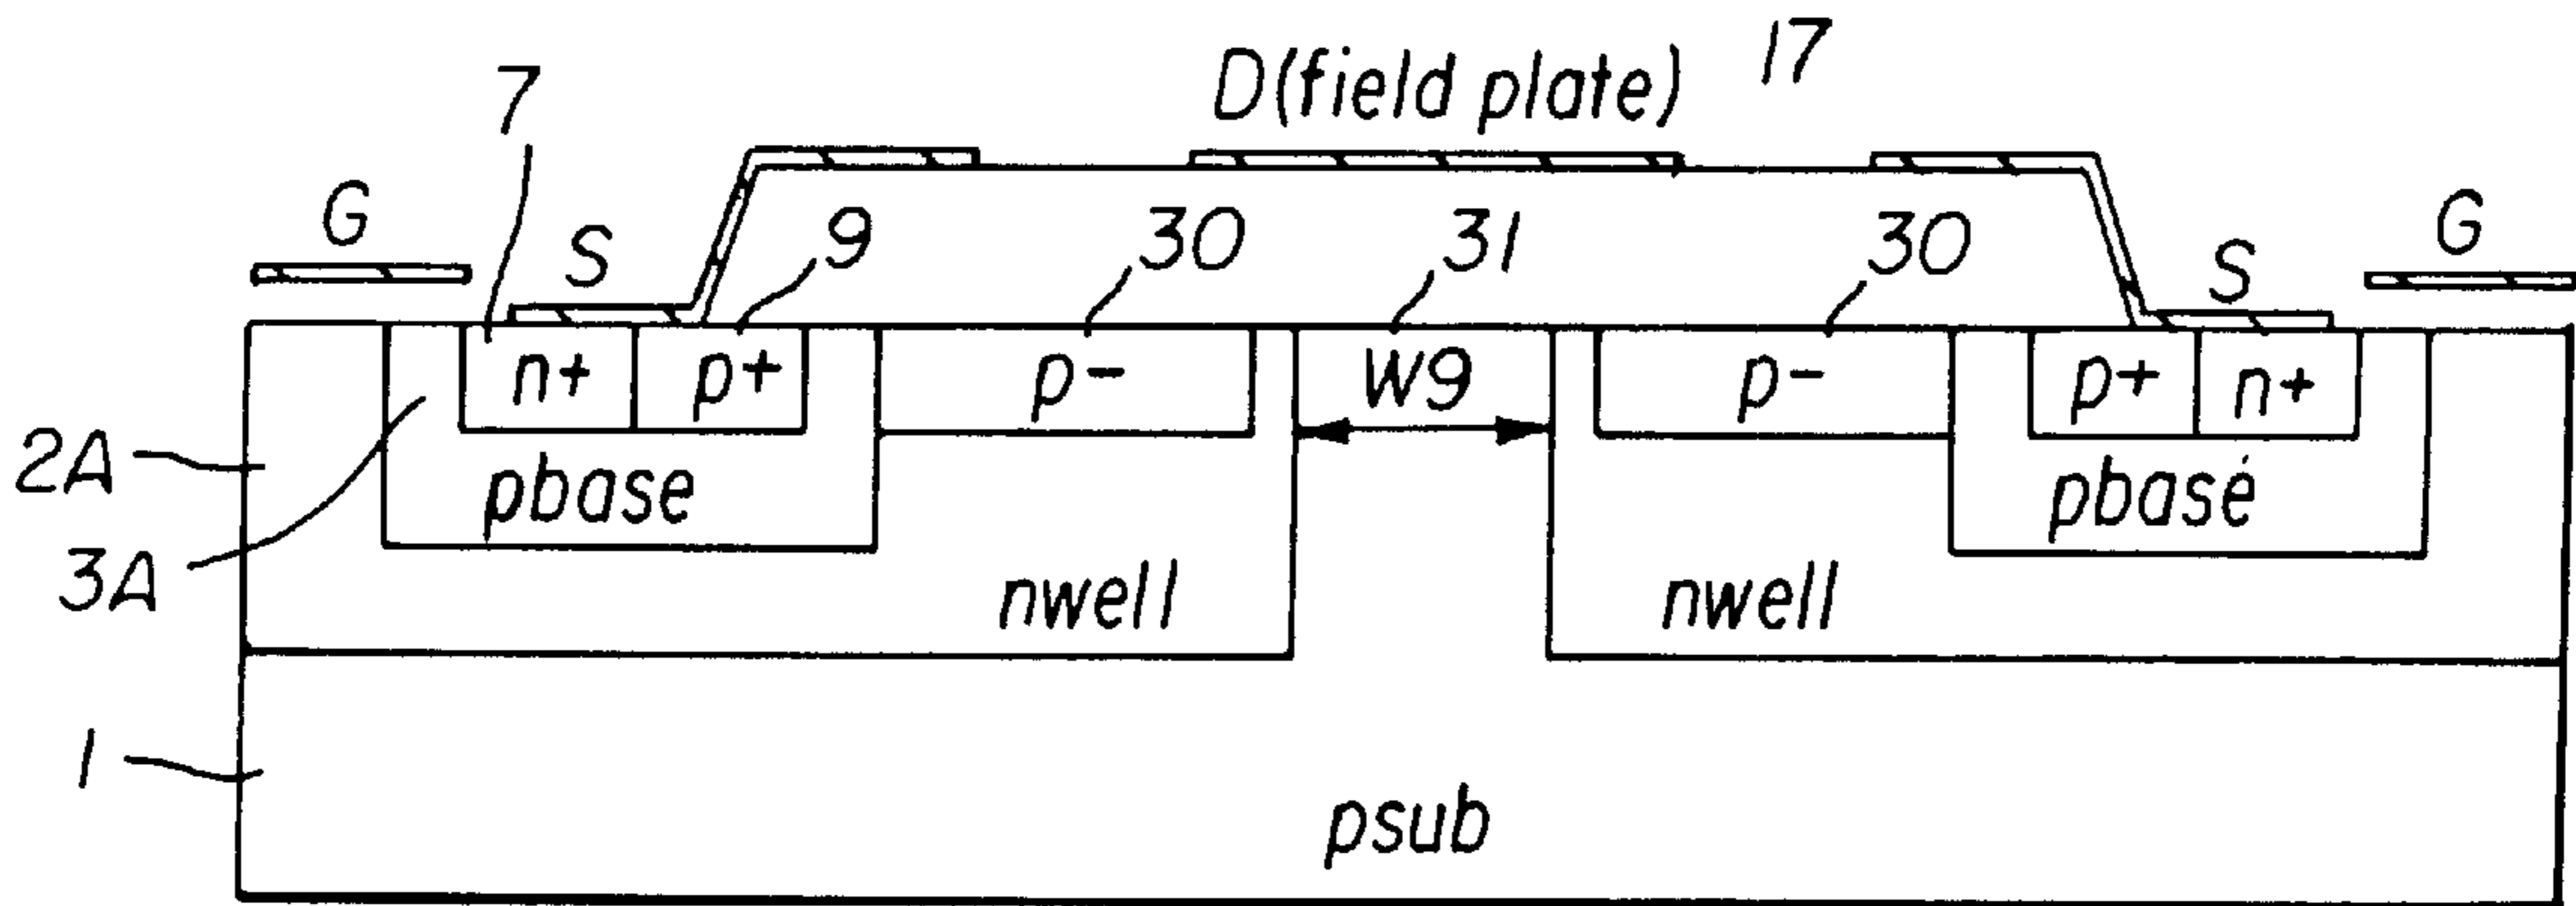 7
D(field plate)
17
G
S
9
30
31
30
S
G
n+
p+
p-
W9
p-
p+
n+
2A
pbase
pbase
3A
nwell
nwell
1
psub